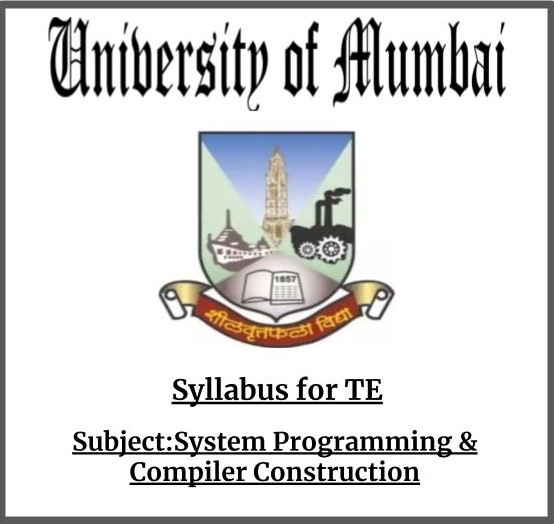 University of Mumbai
1857
शीलवृतफला विद्या
Syllabus for TE
Subject:System Programming &
Compiler Construction